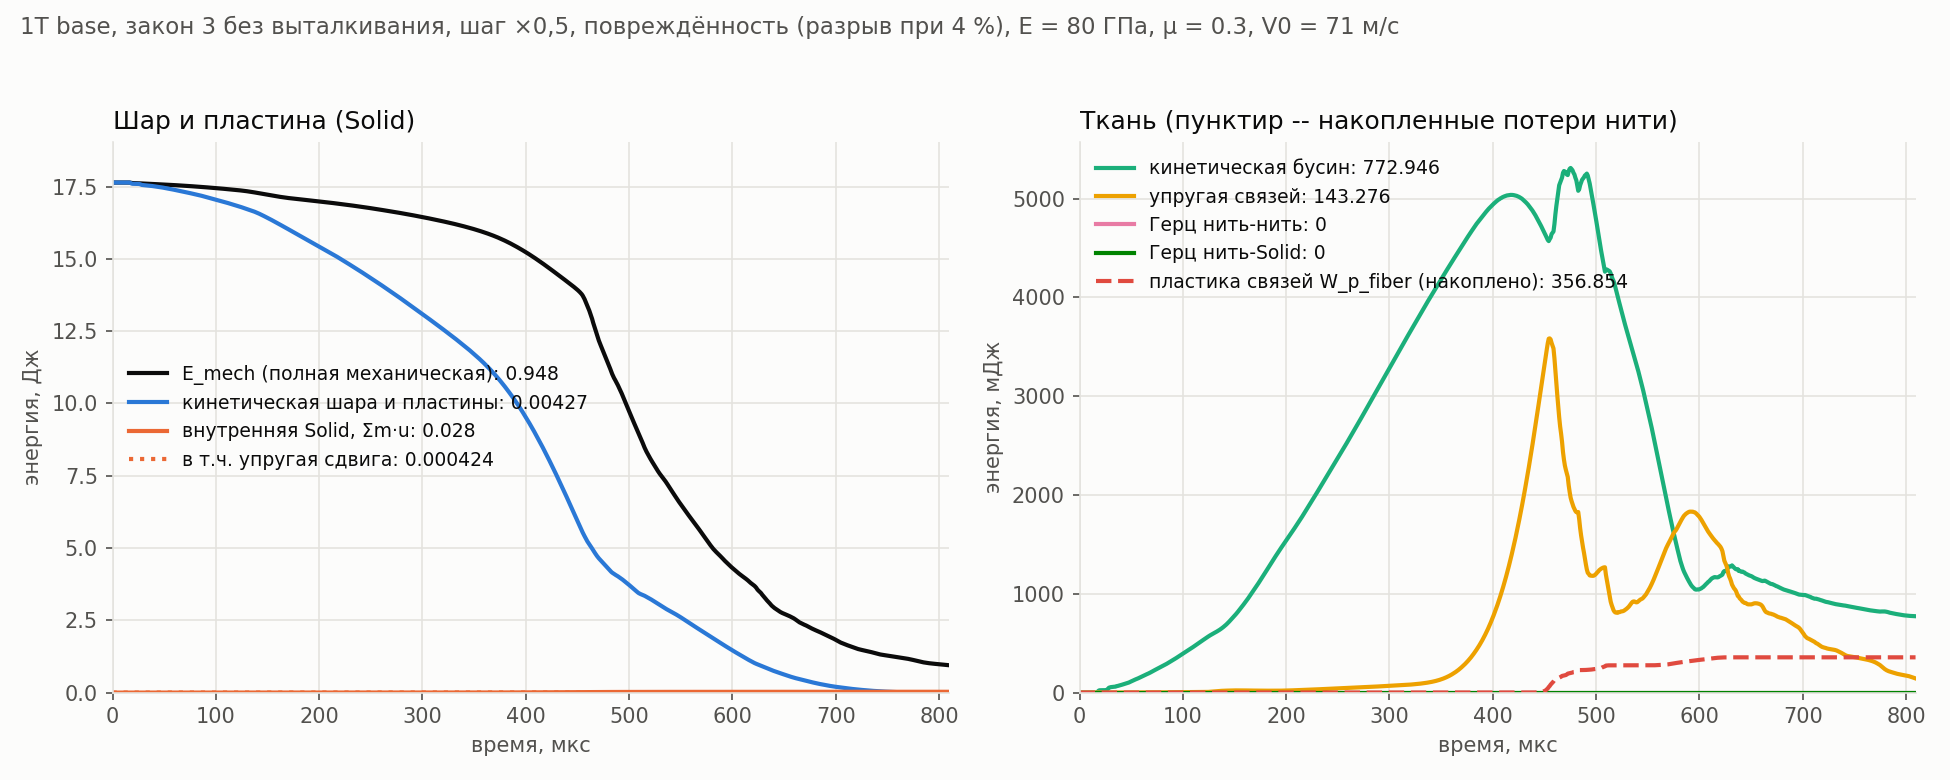 1T base, закон 3 без выталкивания, шаг ×0,5, повреждённость (разрыв при 4 %), E = 80 ГПа, μ = 0.3, V0 = 71 м/с
Шар и пластина (Solid)
17.5
15.0
12.5
10.0
7.5
5.0
2.5
0.0
энергия, Дж
E_mech (полная механическая): 0.948
кинетическая шара и пластины: 0.00427
внутренняя Solid, Σm·u: 0.028
в т.ч. упругая сдвига: 0.000424
0 100 200 300 400 500 600 700 800
время, мкс
Ткань (пунктир -- накопленные потери нити)
5000
4000
3000
2000
1000
0
энергия, мДж
кинетическая бусин: 772.946
упругая связей: 143.276
Герц нить-нить: 0
Герц нить-Solid: 0
пластика связей W_p_fiber (накоплено): 356.854
0 100 200 300 400 500 600 700 800
время, мкс